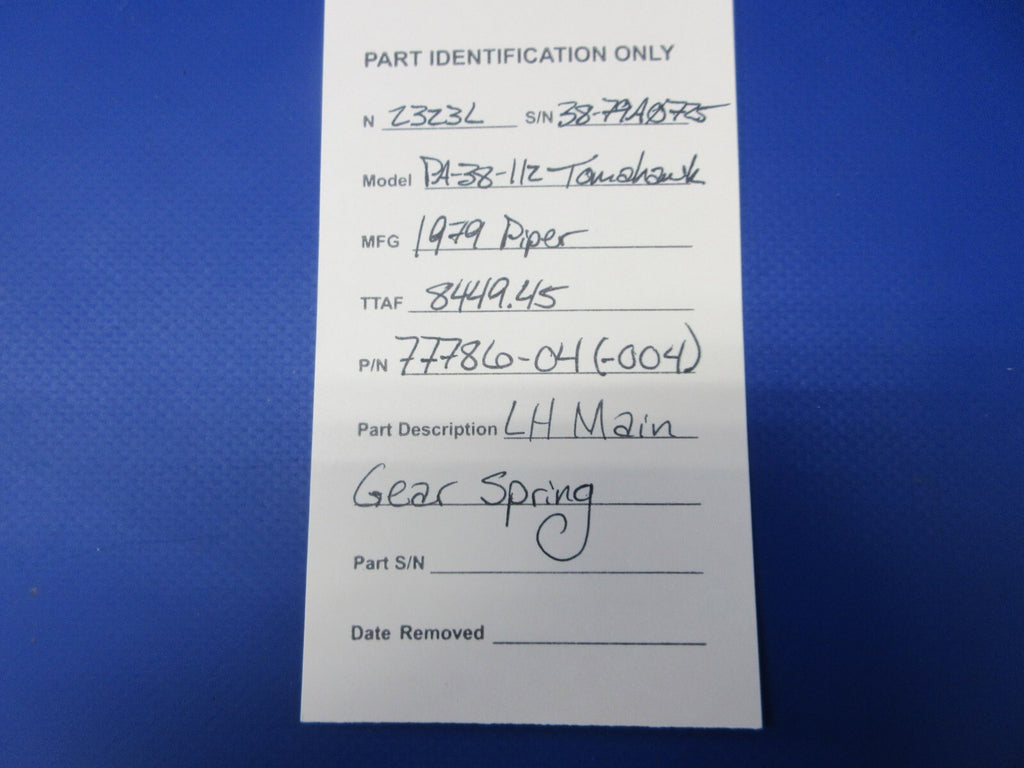 PART IDENTIFICATION ONLY
N 2323L S/N 38-79A0725
Model PA-38-112 Tomahawk
MFG 1979 Piper
TTAF 8449.45
P/N 77786-04 (-004)
Part Description LH Main
Gear Spring
Part S/N
Date Removed